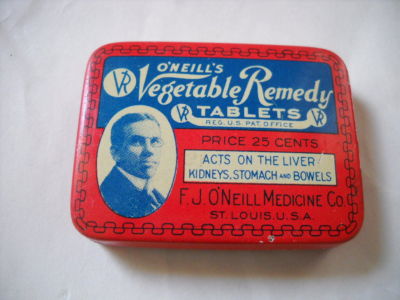 O'NEILL'S
VR Vegetable Remedy
VR TABLETS VR
REG. U.S. PAT. OFFICE
PRICE 25 CENTS
ACTS ON THE LIVER
KIDNEYS, STOMACH AND BOWELS
F. J. O'NEILL MEDICINE CO.
ST. LOUIS. U.S.A.